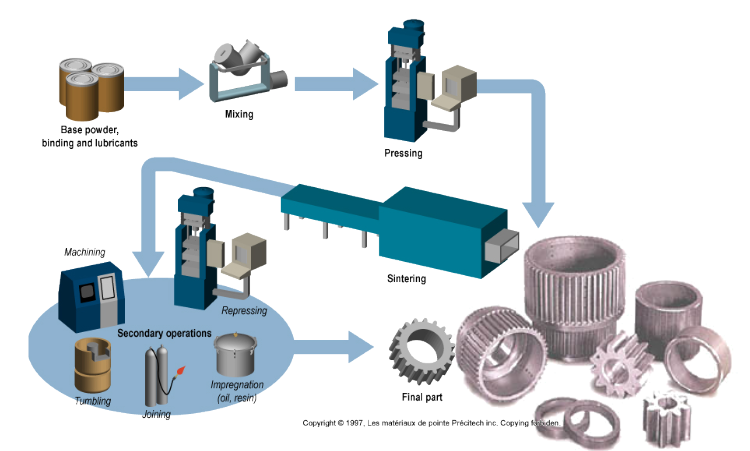 Base powder,
binding and lubricants
Mixing
Pressing
Sintering
Machining
Repressing
Secondary operations
Tumbling
Joining
Impregnation
(oil, resin)
Final part
Copyright © 1997, Les matériaux de pointe Précitech inc. Copying forbiden.